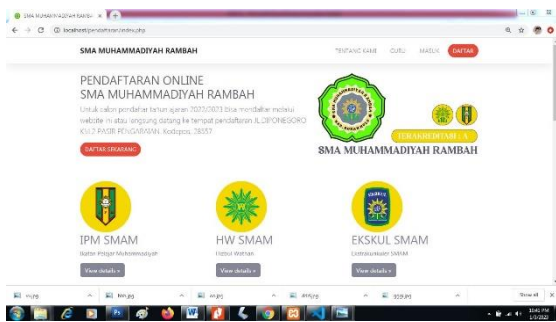 SMA MUHAMMADIYAH RAMBAH
localhost/pendaftaran/index.php
SMA MUHAMMADIYAH RAMBAH
TENTANG KAMI GURU MASUK DAFTAR
PENDAFTARAN ONLINE
SMA MUHAMMADIYAH RAMBAH
Untuk calon pendaftar tahun ajaran
bisa mendaftar melalui
website ini atau langsung datang ke tempat pendaftaran JL.DIPONEGORO
KM.2 PASIR PENGARAIAN. Kodepos, 28557
DAFTAR SEKARANG
TERAKREDITASI : A
SMA MUHAMMADIYAH RAMBAH
IPM SMAM
Ikatan Pelajar Muhammadiyah
View details »
HW SMAM
Hizbul Wathan
View details »
EKSKUL SMAM
Ekstrakurikuler SMAM
View details »
Show all
10:41 PM